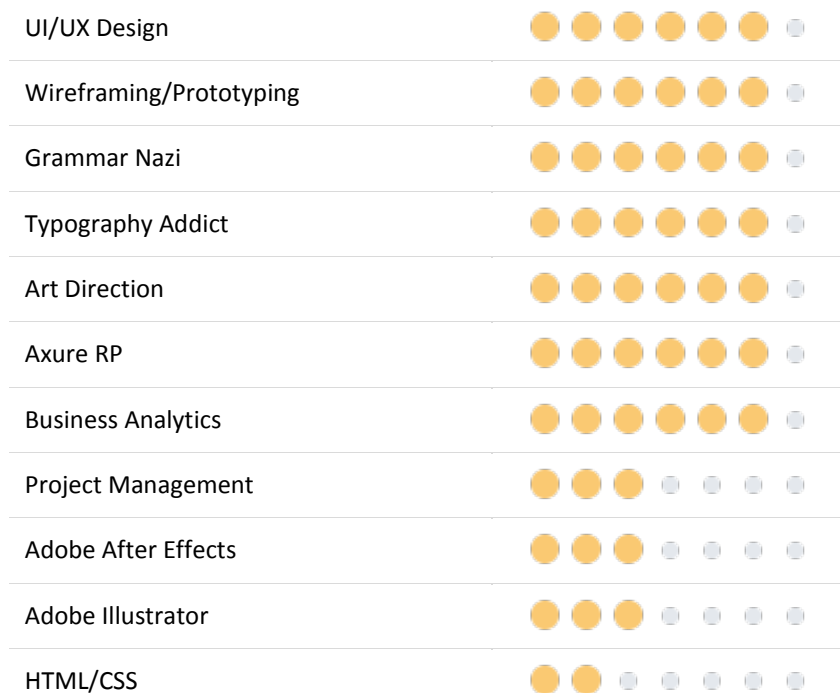 UI/UX Design
Wireframing/Prototyping
Grammar Nazi
Typography Addict
Art Direction
Axure RP
Business Analytics
Project Management
Adobe After Effects
Adobe Illustrator
HTML/CSS